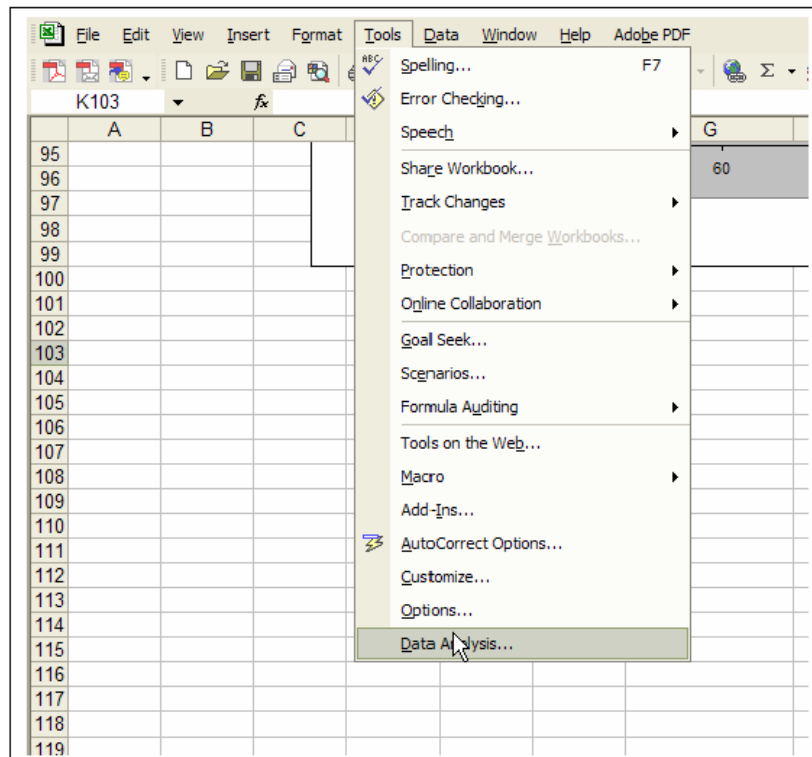 File Edit View Insert Format Tools Data Window Help Adobe PDF
Σ
K103 fx
A B C G
ABC Spelling... F7
Error Checking...
Speech
Share Workbook...
Track Changes
Compare and Merge Workbooks...
Protection
Online Collaboration
Goal Seek...
Scenarios...
Formula Auditing
Tools on the Web...
Macro
Add-Ins...
AutoCorrect Options...
Customize...
Options...
Data Analysis...
60
95
96
97
98
99
100
101
102
103
104
105
106
107
108
109
110
111
112
113
114
115
116
117
118
119